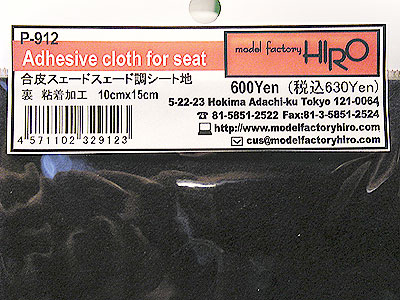 P-912
Adhesive cloth for seat
model factory HIRO
合皮スェードスェード調シート地
600Yen (税込630Yen)
裏 粘着加工 10cmx15cm
5-22-23 Hokima Adachi-ku Tokyo 121-0064
☎ 81-5851-2522 Fax:81-3-5851-2524
http://www.modelfactoryhiro.com
cus@modelfactoryhiro.com
4 571102 329123